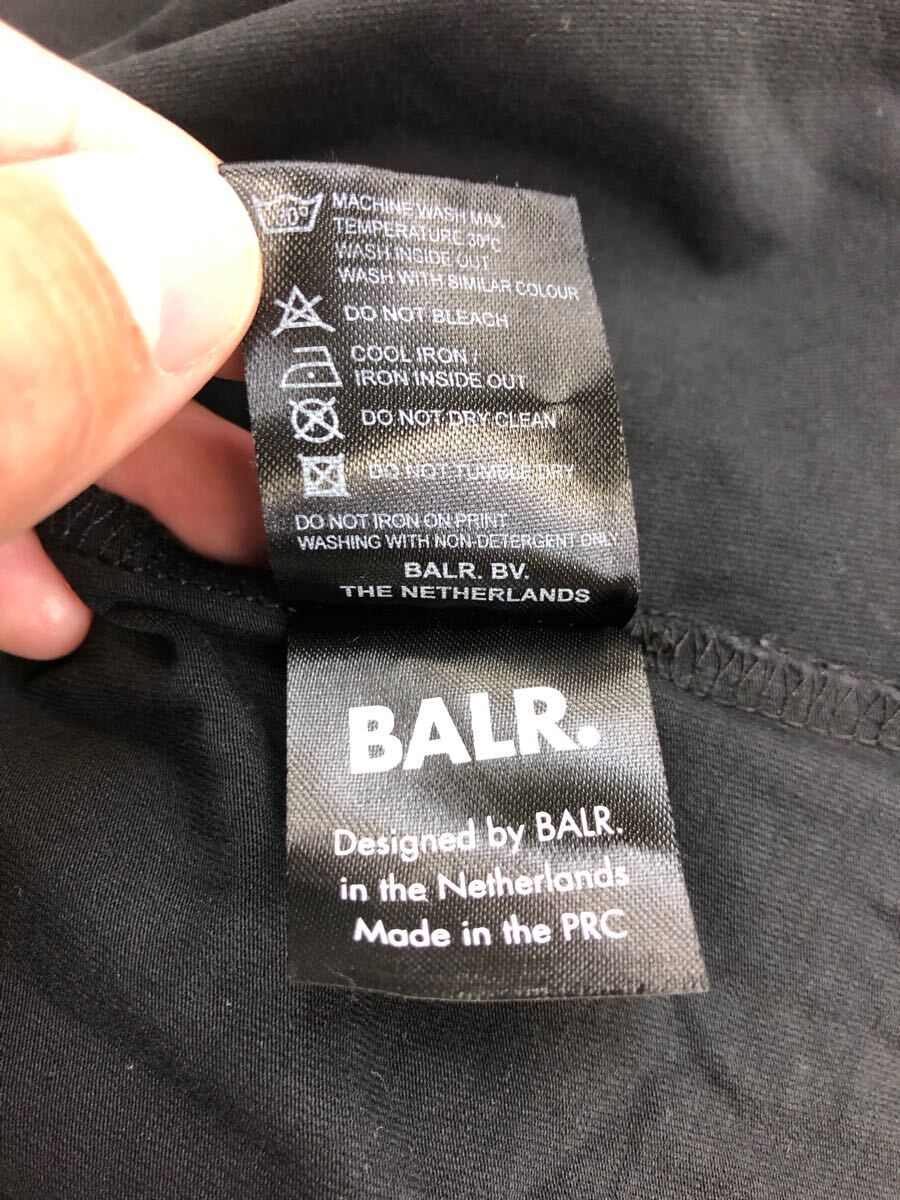 30°
MACHINE WASH MAX.
TEMPERATURE 30°C
WASH INSIDE OUT
WASH WITH SIMILAR COLOUR
DO NOT BLEACH
COOL IRON /
IRON INSIDE OUT
DO NOT DRY CLEAN
DO NOT TUMBLE DRY
DO NOT IRON ON PRINT
WASHING WITH NON-DETERGENT ONLY
BALR. BV.
THE NETHERLANDS
BALR.
Designed by BALR.
in the Netherlands
Made in the PRC